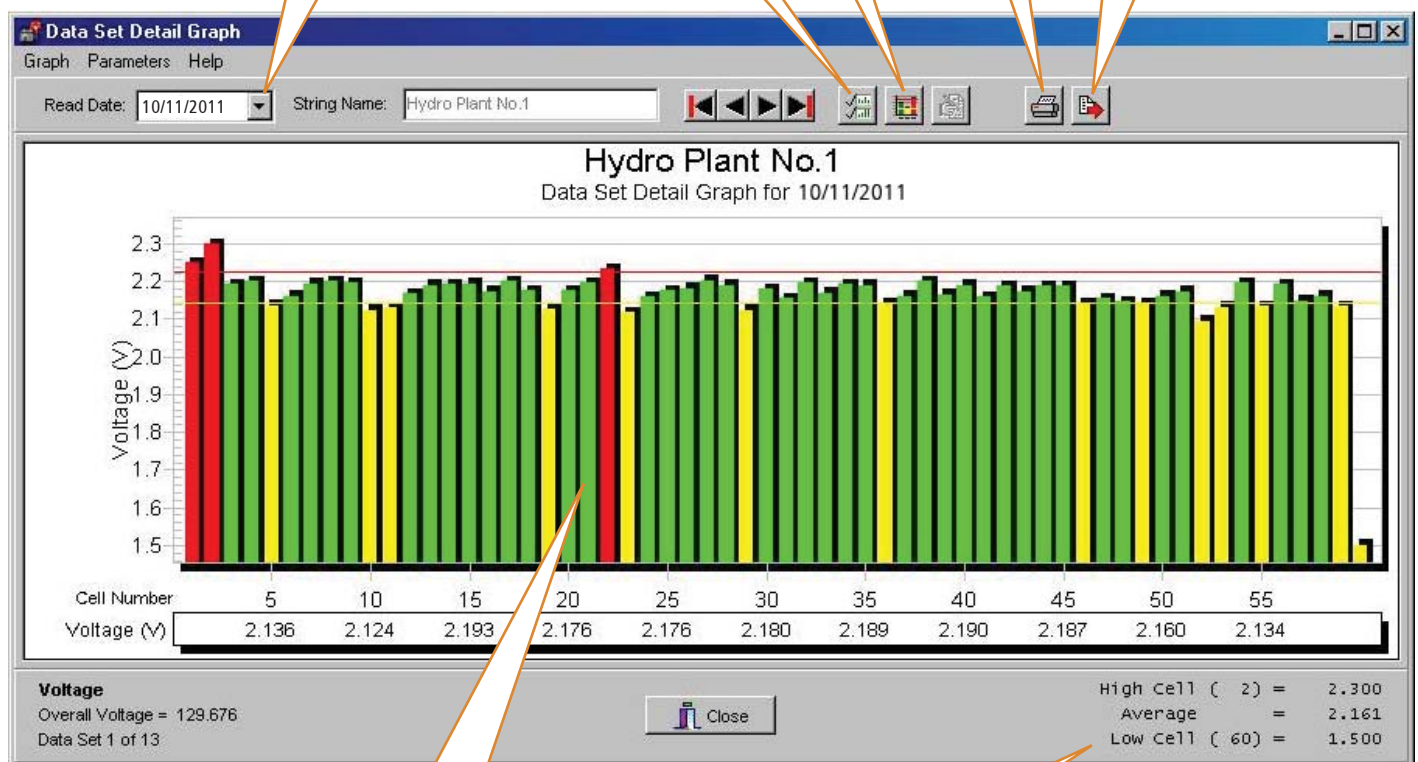 Data Set Detail Graph
Graph Parameters Help
Read Date: 10/11/2011 String Name: Hydro Plant No.1
Hydro Plant No.1
Data Set Detail Graph for 10/11/2011
Voltage (V)
2.3
2.2
2.1
2.0
1.9
1.8
1.7
1.6
1.5
Cell Number 5 10 15 20 25 30 35 40 45 50 55
Voltage (V) 2.136 2.124 2.193 2.176 2.176 2.180 2.189 2.190 2.187 2.160 2.134
Voltage
Overall Voltage = 129.676
Data Set 1 of 13
Close
High Cell ( 2) = 2.300
Average = 2.161
Low Cell ( 60) = 1.500